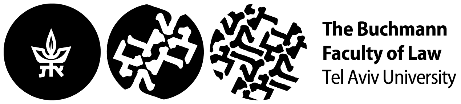 The Buchmann
Faculty of Law
Tel Aviv University